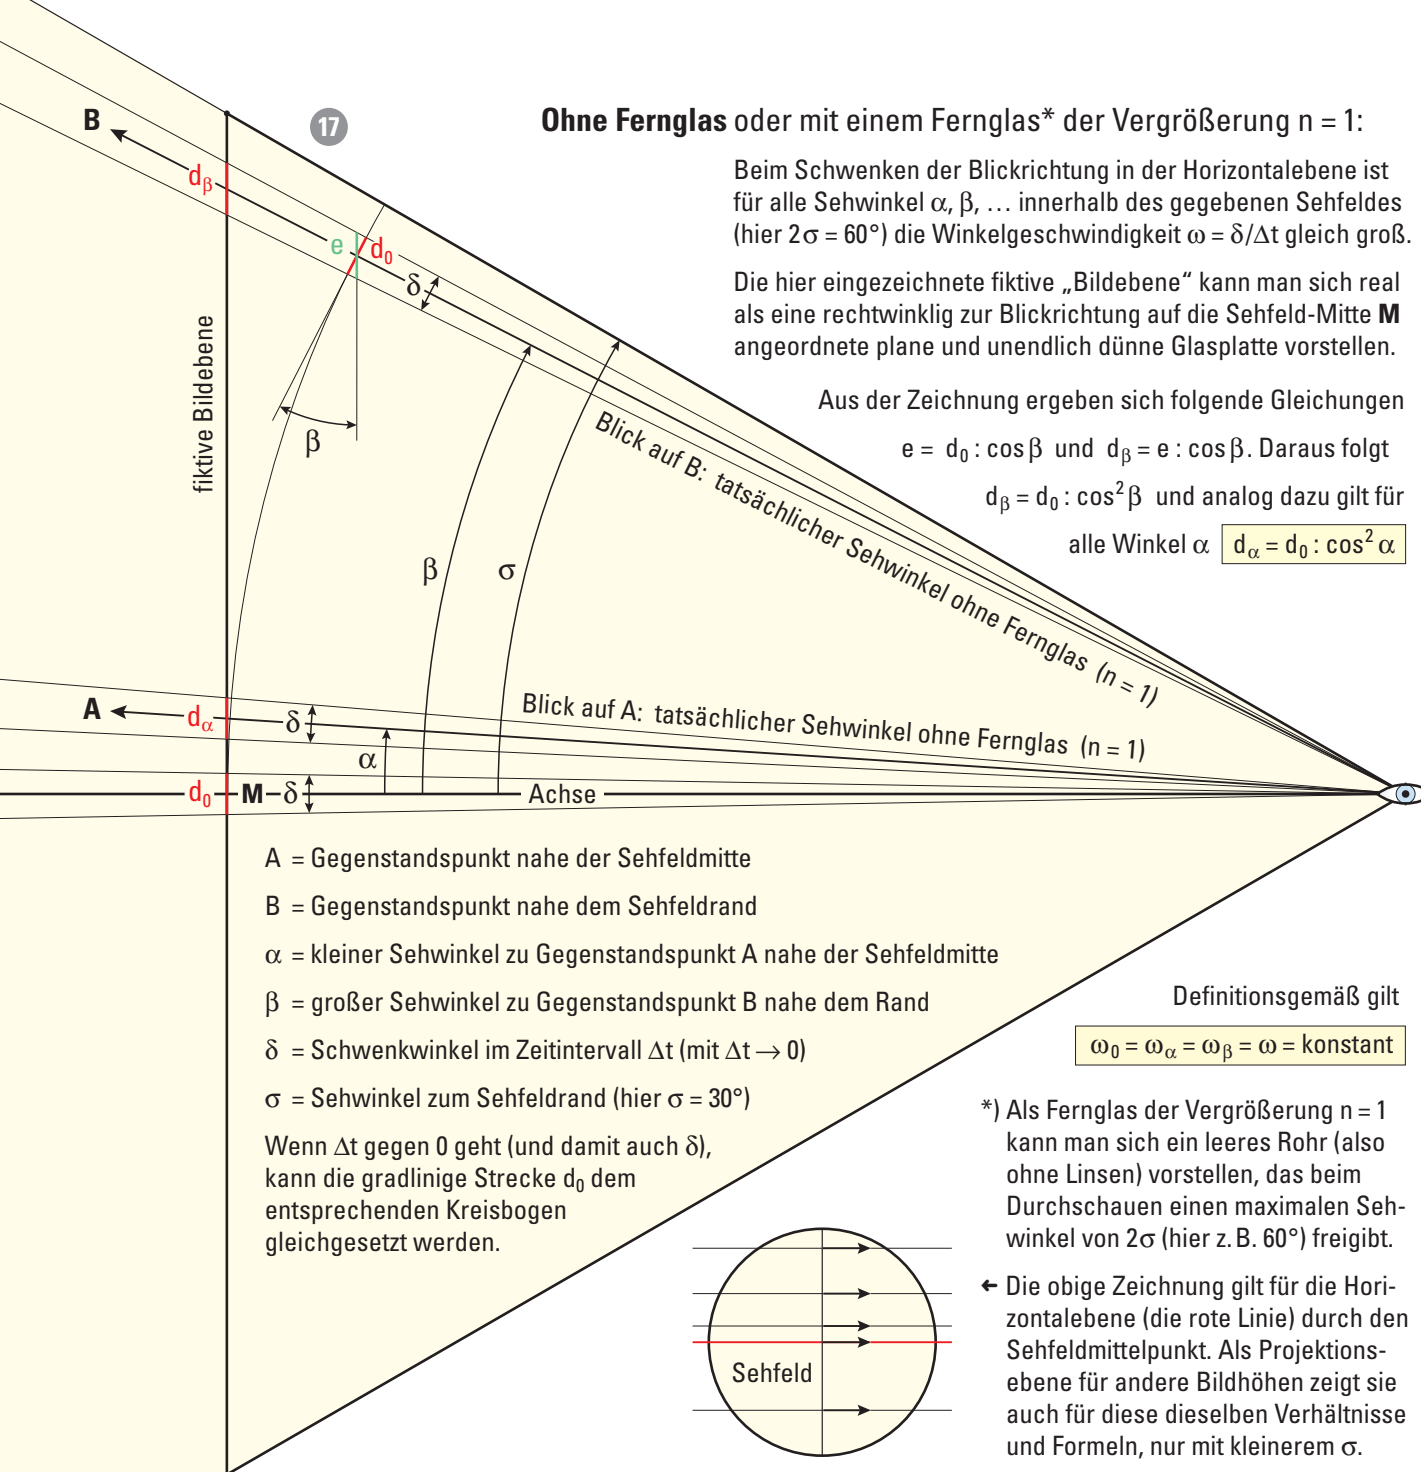 17
Ohne Fernglas oder mit einem Fernglas* der Vergrößerung n = 1:
Beim Schwenken der Blickrichtung in der Horizontalebene ist
für alle Sehwinkel α, β, … innerhalb des gegebenen Sehfeldes
(hier 2σ = 60°) die Winkelgeschwindigkeit ω = δ/Δt gleich groß.
Die hier eingezeichnete fiktive „Bildebene“ kann man sich real
als eine rechtwinklig zur Blickrichtung auf die Sehfeld-Mitte M
angeordnete plane und unendlich dünne Glasplatte vorstellen.
Aus der Zeichnung ergeben sich folgende Gleichungen
e = d₀ : cos β und dᵦ = e : cos β. Daraus folgt
dᵦ = d₀ : cos² β und analog dazu gilt für
alle Winkel α d_α = d₀ : cos² α
B
dᵦ
e
d₀
δ
fiktive Bildebene
β
β
σ
Blick auf B: tatsächlicher Sehwinkel ohne Fernglas (n = 1)
A
d_α
δ
Blick auf A: tatsächlicher Sehwinkel ohne Fernglas (n = 1)
α
d₀
M
δ
Achse
A = Gegenstandspunkt nahe der Sehfeldmitte
B = Gegenstandspunkt nahe dem Sehfeldrand
α = kleiner Sehwinkel zu Gegenstandspunkt A nahe der Sehfeldmitte
β = großer Sehwinkel zu Gegenstandspunkt B nahe dem Rand
δ = Schwenkwinkel im Zeitintervall Δt (mit Δt → 0)
σ = Sehwinkel zum Sehfeldrand (hier σ = 30°)
Wenn Δt gegen 0 geht (und damit auch δ),
kann die gradlinige Strecke d₀ dem
entsprechenden Kreisbogen
gleichgesetzt werden.
Definitionsgemäß gilt
ω₀ = ω_α = ωᵦ = ω = konstant
*) Als Fernglas der Vergrößerung n = 1
kann man sich ein leeres Rohr (also
ohne Linsen) vorstellen, das beim
Durchschauen einen maximalen Seh-
winkel von 2σ (hier z. B. 60°) freigibt.
Sehfeld
← Die obige Zeichnung gilt für die Hori-
zontalebene (die rote Linie) durch den
Sehfeldmittelpunkt. Als Projektions-
ebene für andere Bildhöhen zeigt sie
auch für diese dieselben Verhältnisse
und Formeln, nur mit kleinerem σ.